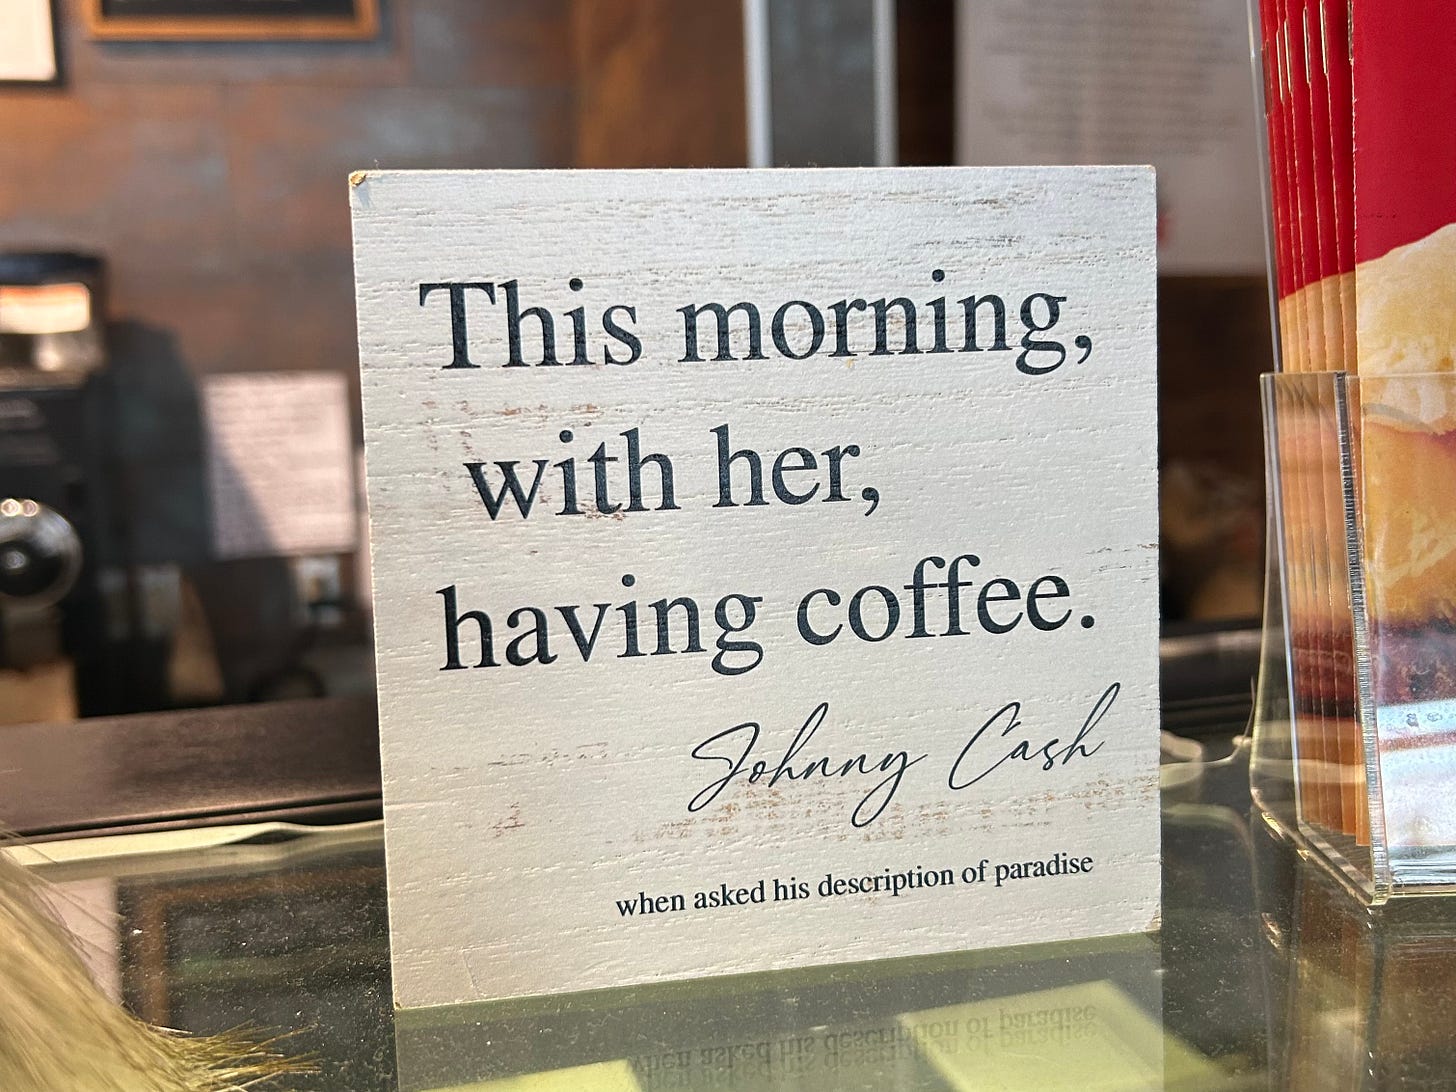 This morning,
with her,
having coffee.
Johnny Cash
when asked his description of paradise